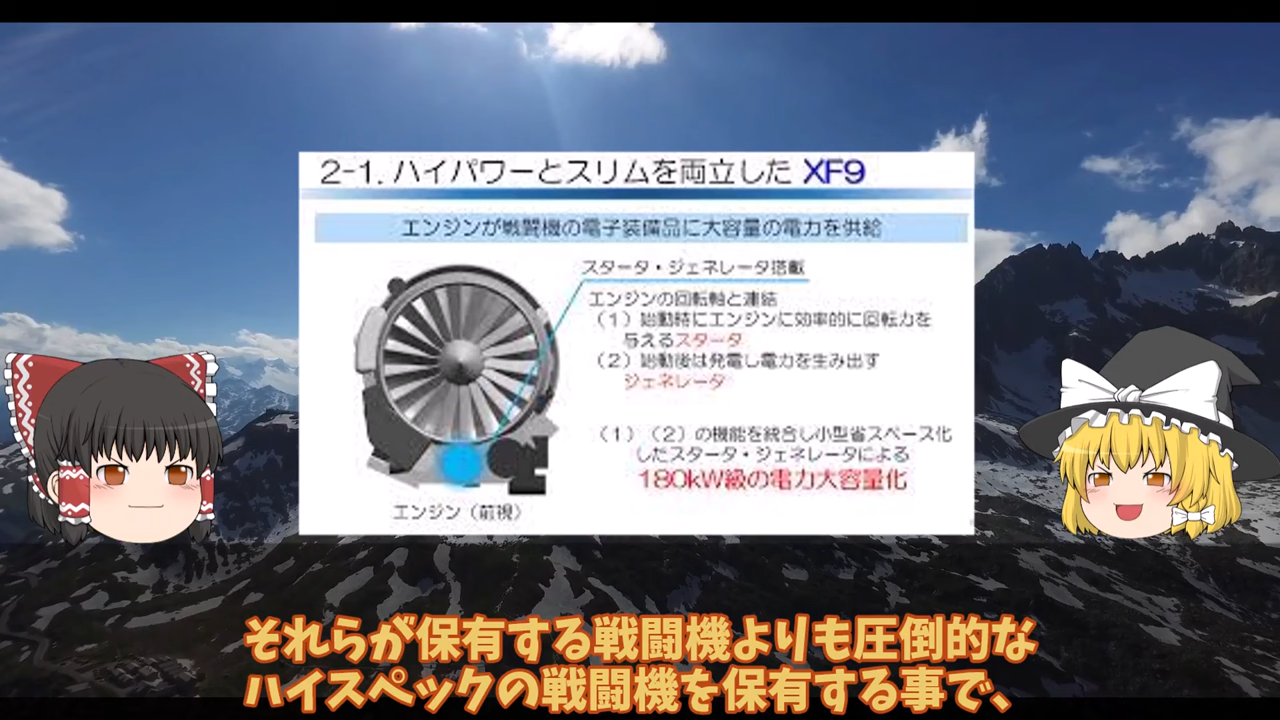 2-1. ハイパワーとスリムを両立した XF9
エンジンが戦闘機の電子装備品に大容量の電力を供給
スタータ・ジェネレータ搭載
エンジンの回転軸と連結
(1)始動時にエンジンに効率的に回転力を
与えるスタータ
(2)始動後は発電し電力を生み出す
ジェネレータ
(1)(2)の機能を統合し小型省スペース化
したスタータ・ジェネレータによる
180kW級の電力大容量化
エンジン(前視)
それらが保有する戦闘機よりも圧倒的な
ハイスペックの戦闘機を保有する事で、